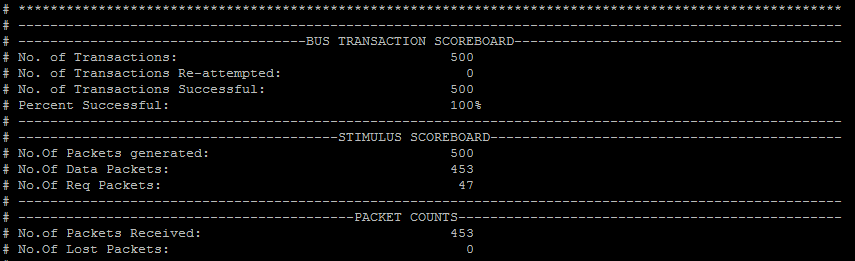 # *******************************************************************************************************
# -------------------------------------------------------------------------------------------------------
# ------------------------------------BUS TRANSACTION SCOREBOARD-----------------------------------------
# No. of Transactions:                                  500
# No. of Transactions Re-attempted:                       0
# No. of Transactions Successful:                       500
# Percent Successful:                                   100%
# -------------------------------------------------------------------------------------------------------
# ----------------------------------------STIMULUS SCOREBOARD--------------------------------------------
# No.Of Packets generated:                              500
# No.Of Data Packets:                                   453
# No.Of Req Packets:                                     47
# -------------------------------------------------------------------------------------------------------
# ------------------------------------------PACKET COUNTS------------------------------------------------
# No.of Packets Received:                               453
# No.Of Lost Packets:                                     0